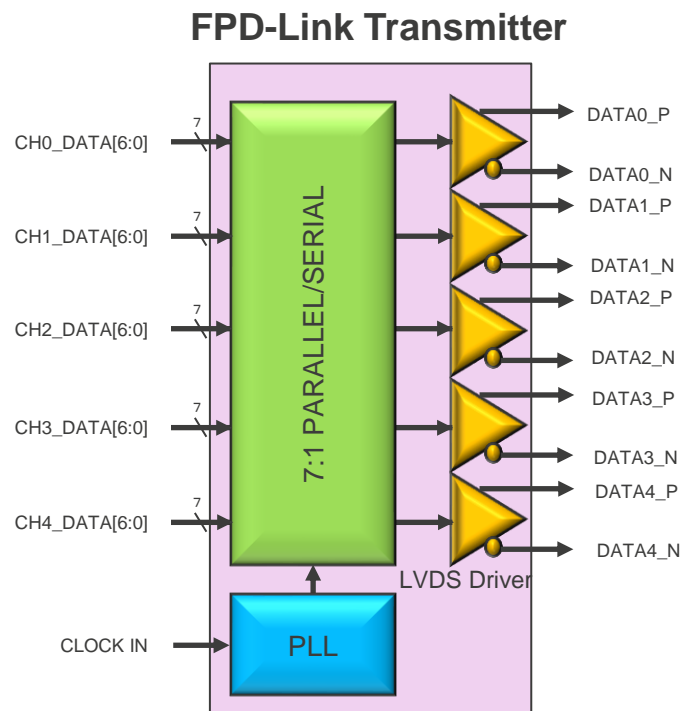 FPD-Link Transmitter
CH0_DATA[6:0]
7
DATA0_P
DATA0_N
CH1_DATA[6:0]
7
DATA1_P
DATA1_N
CH2_DATA[6:0]
7
DATA2_P
DATA2_N
CH3_DATA[6:0]
7
DATA3_P
DATA3_N
CH4_DATA[6:0]
7
DATA4_P
DATA4_N
7:1 PARALLEL/SERIAL
LVDS Driver
CLOCK IN
PLL